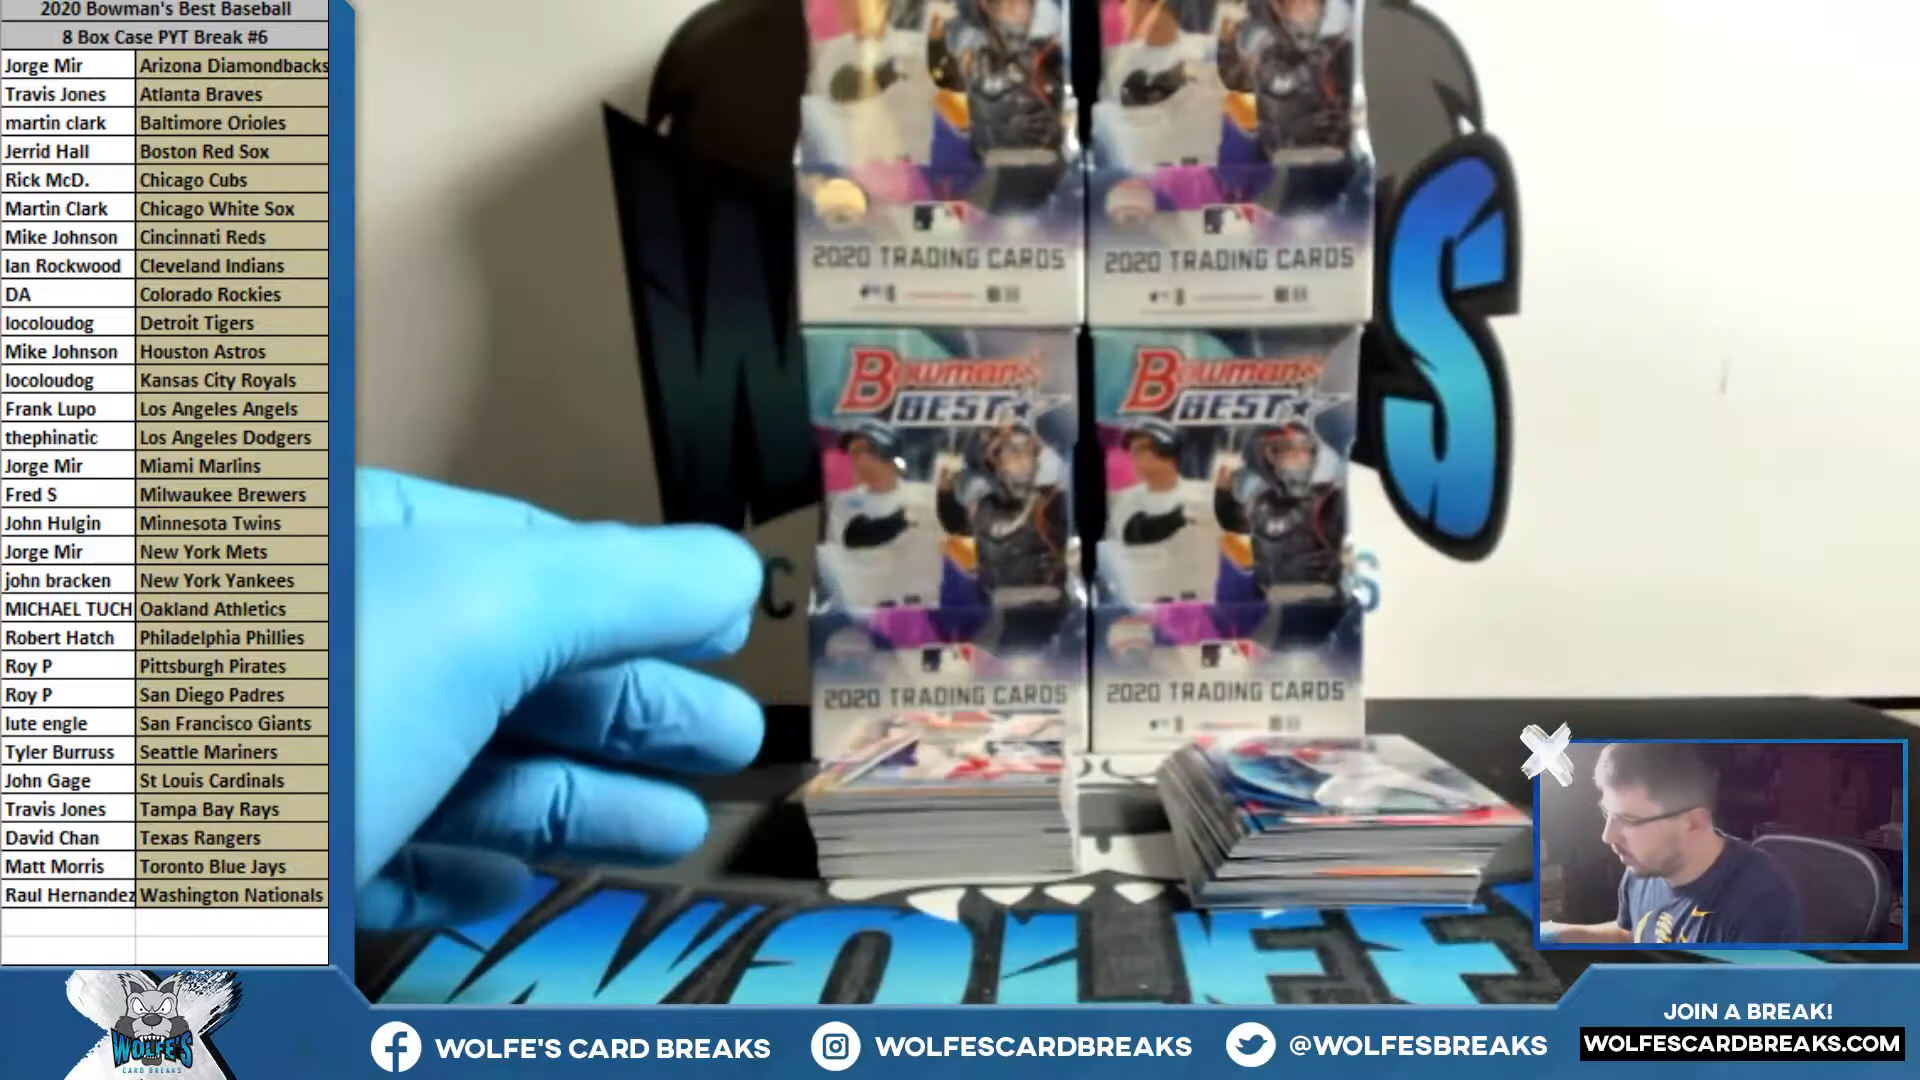 2020 Bowman's Best Baseball
8 Box Case PYT Break #6
Jorge Mir Arizona Diamondbacks
Travis Jones Atlanta Braves
martin clark Baltimore Orioles
Jerrid Hall Boston Red Sox
Rick McD. Chicago Cubs
Martin Clark Chicago White Sox
Mike Johnson Cincinnati Reds
Ian Rockwood Cleveland Indians
DA Colorado Rockies
locoloudog Detroit Tigers
Mike Johnson Houston Astros
locoloudog Kansas City Royals
Frank Lupo Los Angeles Angels
thephinatic Los Angeles Dodgers
Jorge Mir Miami Marlins
Fred S Milwaukee Brewers
John Hulgin Minnesota Twins
Jorge Mir New York Mets
john bracken New York Yankees
MICHAEL TUCH Oakland Athletics
Robert Hatch Philadelphia Phillies
Roy P Pittsburgh Pirates
Roy P San Diego Padres
lute engle San Francisco Giants
Tyler Burruss Seattle Mariners
John Gage St Louis Cardinals
Travis Jones Tampa Bay Rays
David Chan Texas Rangers
Matt Morris Toronto Blue Jays
Raul Hernandez Washington Nationals
2020 TRADING CARDS
2020 TRADING CARDS
Bowman's
BEST
Bowman's
BEST
2020 TRADING CARDS
2020 TRADING CARDS
W S
C S
WOLFE
WOLFE'S
CARD BREAKS
WOLFE'S CARD BREAKS
WOLFESCARDBREAKS
@WOLFESBREAKS
JOIN A BREAK!
WOLFESCARDBREAKS.COM